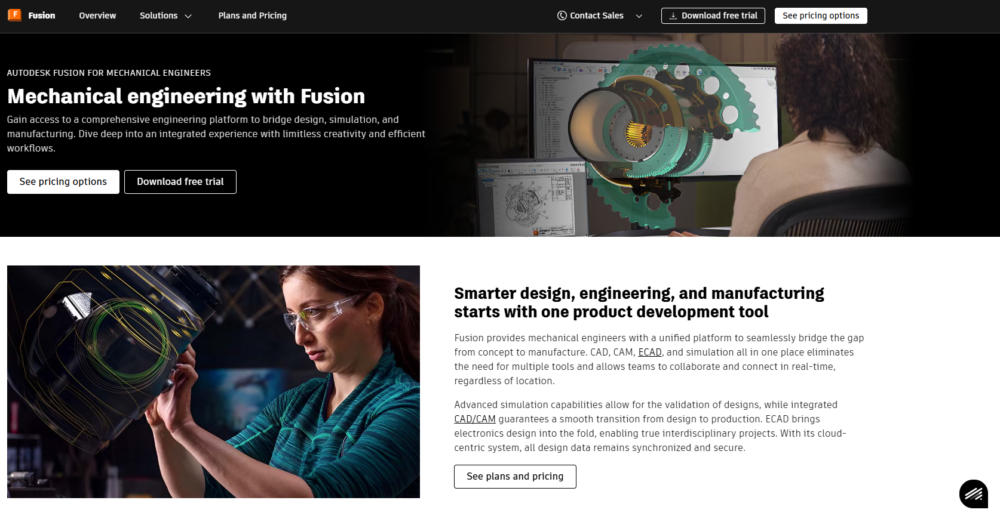 F Fusion Overview Solutions Plans and Pricing Contact Sales Download free trial See pricing options
AUTODESK FUSION FOR MECHANICAL ENGINEERS
Mechanical engineering with Fusion
Gain access to a comprehensive engineering platform to bridge design, simulation, and
manufacturing. Dive deep into an integrated experience with limitless creativity and efficient
workflows.
See pricing options Download free trial
Smarter design, engineering, and manufacturing
starts with one product development tool
Fusion provides mechanical engineers with a unified platform to seamlessly bridge the gap
from concept to manufacture. CAD, CAM, ECAD, and simulation all in one place eliminates
the need for multiple tools and allows teams to collaborate and connect in real-time,
regardless of location.
Advanced simulation capabilities allow for the validation of designs, while integrated
CAD/CAM guarantees a smooth transition from design to production. ECAD brings
electronics design into the fold, enabling true interdisciplinary projects. With its cloud-
centric system, all design data remains synchronized and secure.
See plans and pricing